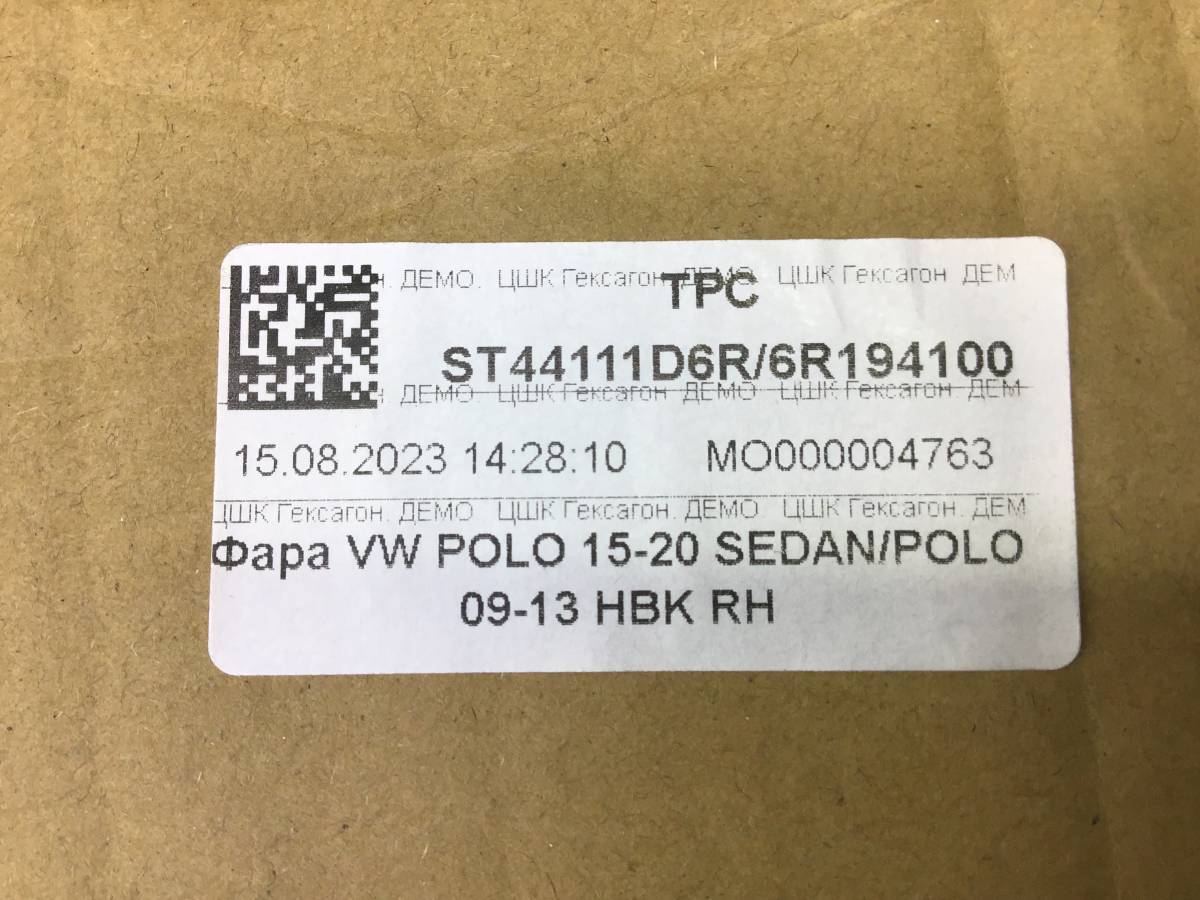 н. ДЕМО. ЦШК Гексагон. ДЕМО ЦШК Гексагон. ДЕМ
TPC
ST44111D6R/6R194100
ДЕМО ЦШК Гексагон. ДЕМО ЦШК Гексагон. ДЕМ
15.08.2023 14:28:10 МО000004763
ЦШК Гексагон. ДЕМО ЦШК Гексагон. ДЕМО ЦШК Гексагон. ДЕМ
Фара VW POLO 15-20 SEDAN/POLO
09-13 HBK RH